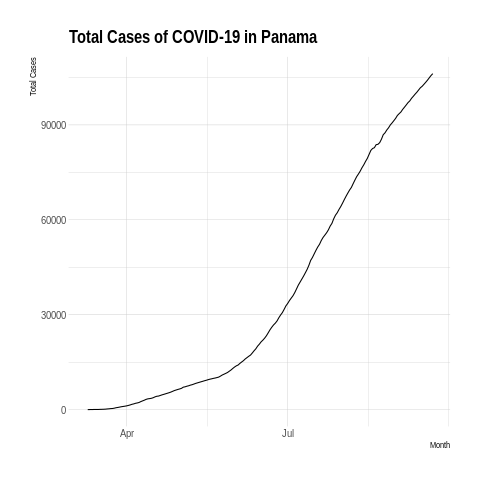 Total Cases of COVID-19 in Panama
Total Cases
90000
60000
30000
0
Apr
Jul
Month